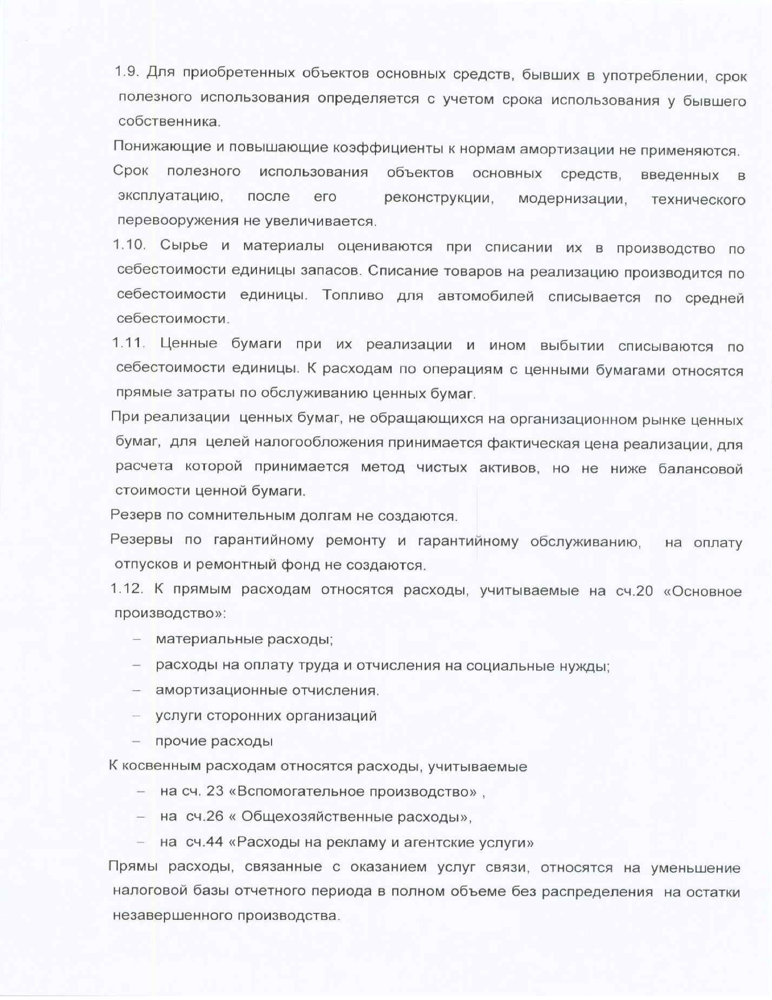 1.9. Для приобретенных объектов основных средств, бывших в употреблении, срок
полезного использования определяется с учетом срока использования у бывшего
собственника.
Понижающие и повышающие коэффициенты к нормам амортизации не применяются.
Срок полезного использования объектов основных средств, введенных в
эксплуатацию, после его реконструкции, модернизации, технического
перевооружения не увеличивается.
1.10. Сырье и материалы оцениваются при списании их в производство по
себестоимости единицы запасов. Списание товаров на реализацию производится по
себестоимости единицы. Топливо для автомобилей списывается по средней
себестоимости.
1.11. Ценные бумаги при их реализации и ином выбытии списываются по
себестоимости единицы. К расходам по операциям с ценными бумагами относятся
прямые затраты по обслуживанию ценных бумаг.
При реализации ценных бумаг, не обращающихся на организационном рынке ценных
бумаг, для целей налогообложения принимается фактическая цена реализации, для
расчета которой принимается метод чистых активов, но не ниже балансовой
стоимости ценной бумаги.
Резерв по сомнительным долгам не создаются.
Резервы по гарантийному ремонту и гарантийному обслуживанию, на оплату
отпусков и ремонтный фонд не создаются.
1.12. К прямым расходам относятся расходы, учитываемые на сч.20 «Основное
производство»:
– материальные расходы;
– расходы на оплату труда и отчисления на социальные нужды;
– амортизационные отчисления.
– услуги сторонних организаций
– прочие расходы
К косвенным расходам относятся расходы, учитываемые
– на сч. 23 «Вспомогательное производство» ,
– на сч.26 « Общехозяйственные расходы»,
– на сч.44 «Расходы на рекламу и агентские услуги»
Прямы расходы, связанные с оказанием услуг связи, относятся на уменьшение
налоговой базы отчетного периода в полном объеме без распределения на остатки
незавершенного производства.